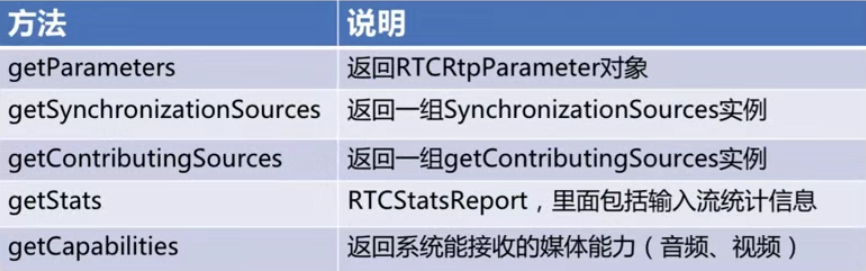 方法 说明
getParameters 返回RTCRtpParameter对象
getSynchronizationSources 返回一组SynchronizationSources实例
getContributingSources 返回一组getContributingSources实例
getStats RTCStatsReport，里面包括输入流统计信息
getCapabilities 返回系统能接收的媒体能力（音频、视频）